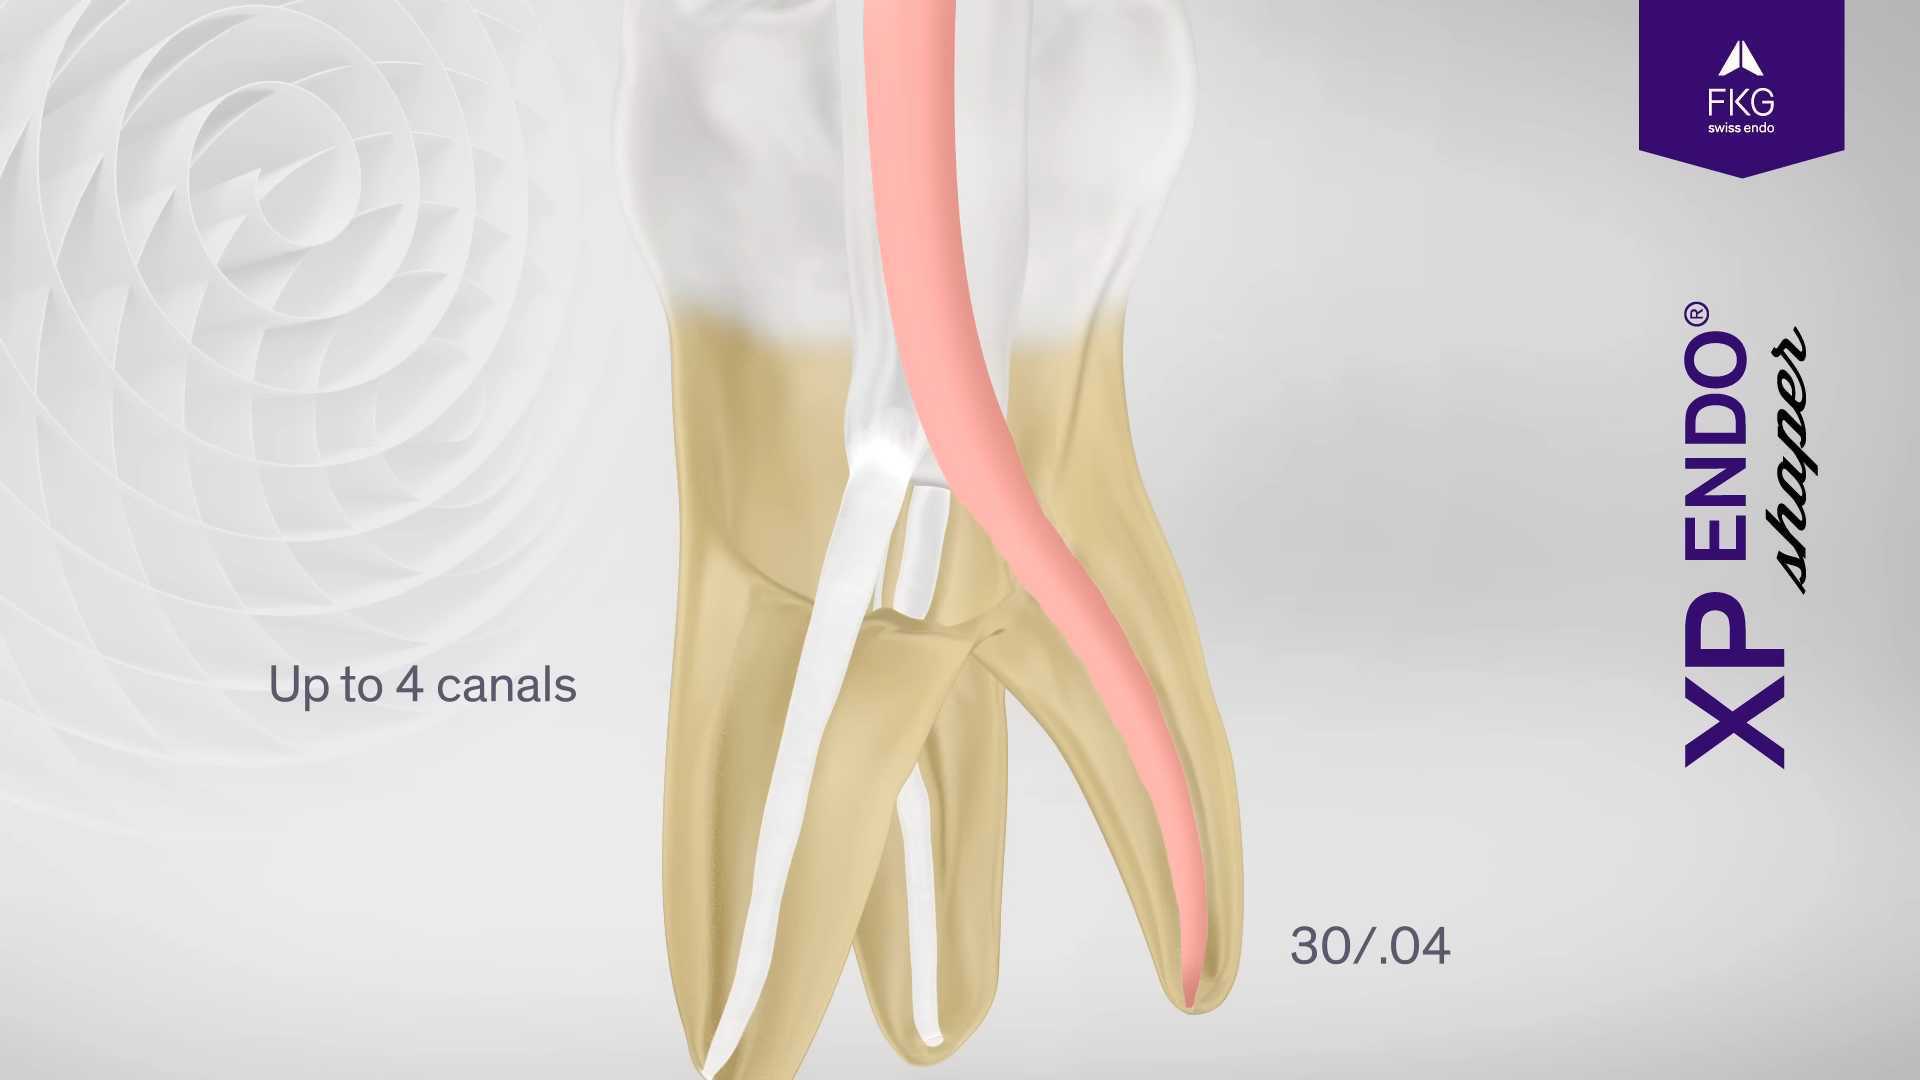 FKG
swiss endo
XP ENDO®
shaper
Up to 4 canals
30/.04